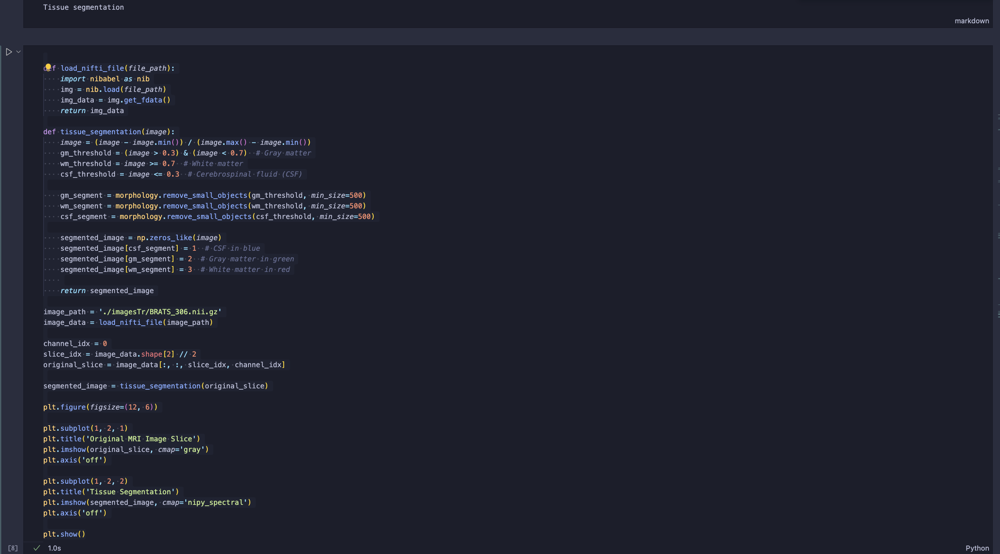 Tissue segmentation
markdown
def load_nifti_file(file_path):
    import nibabel as nib
    img = nib.load(file_path)
    img_data = img.get_fdata()
    return img_data
def tissue_segmentation(image):
    image = (image - image.min()) / (image.max() - image.min())
    gm_threshold = (image > 0.3) & (image < 0.7)  # Gray matter
    wm_threshold = image >= 0.7  # White matter
    csf_threshold = image <= 0.3  # Cerebrospinal fluid (CSF)
    gm_segment = morphology.remove_small_objects(gm_threshold, min_size=500)
    wm_segment = morphology.remove_small_objects(wm_threshold, min_size=500)
    csf_segment = morphology.remove_small_objects(csf_threshold, min_size=500)
    segmented_image = np.zeros_like(image)
    segmented_image[csf_segment] = 1  # CSF in blue
    segmented_image[gm_segment] = 2  # Gray matter in green
    segmented_image[wm_segment] = 3  # White matter in red
    return segmented_image
image_path = './imagesTr/BRATS_306.nii.gz'
image_data = load_nifti_file(image_path)
channel_idx = 0
slice_idx = image_data.shape[2] // 2
original_slice = image_data[:, :, slice_idx, channel_idx]
segmented_image = tissue_segmentation(original_slice)
plt.figure(figsize=(12, 6))
plt.subplot(1, 2, 1)
plt.title('Original MRI Image Slice')
plt.imshow(original_slice, cmap='gray')
plt.axis('off')
plt.subplot(1, 2, 2)
plt.title('Tissue Segmentation')
plt.imshow(segmented_image, cmap='nipy_spectral')
plt.axis('off')
plt.show()
[8]
1.0s
Python